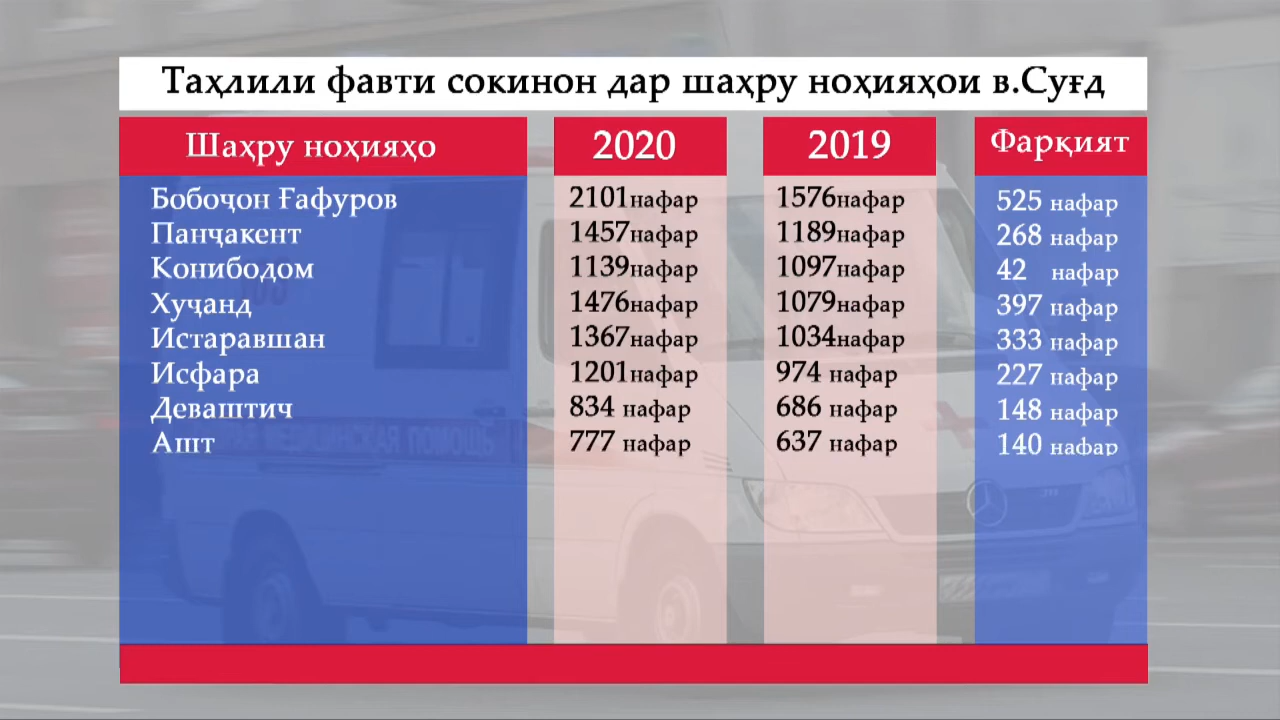 Таҳлили фавти сокинон дар шаҳру ноҳияҳои в.Суғд
Шаҳру ноҳияҳо 2020 2019 Фарқият
Бобоҷон Ғафуров 2101нафар 1576нафар 525 нафар
Панҷакент 1457нафар 1189нафар 268 нафар
Конибодом 1139нафар 1097нафар 42 нафар
Хуҷанд 1476нафар 1079нафар 397 нафар
Истаравшан 1367нафар 1034нафар 333 нафар
Исфара 1201нафар 974 нафар 227 нафар
Деваштич 834 нафар 686 нафар 148 нафар
Ашт 777 нафар 637 нафар 140 нафар